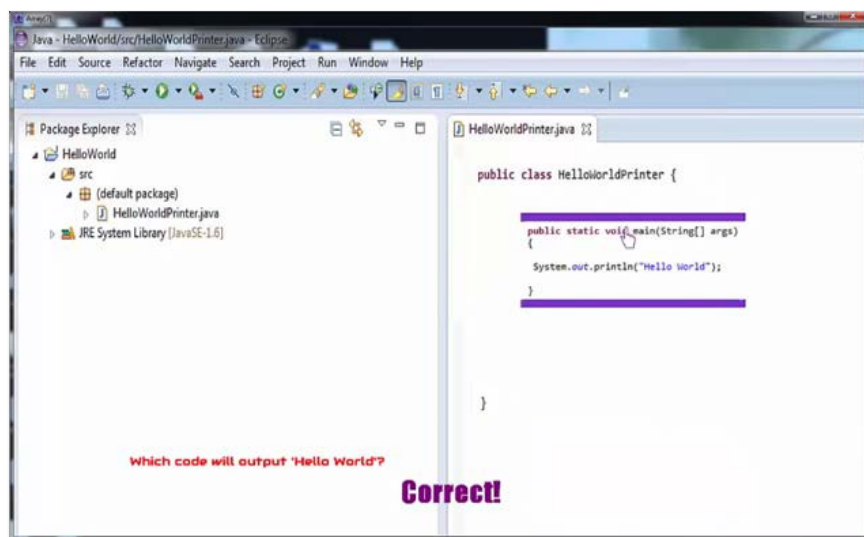 Java - HelloWorld/src/HelloWorldPrinter.java - Eclipse
File Edit Source Refactor Navigate Search Project Run Window Help
Package Explorer
HelloWorldPrinter.java
HelloWorld
src
(default package)
HelloWorldPrinter.java
JRE System Library [JavaSE-1.6]
public class HelloWorldPrinter {
public static void main(String[] args)
{
System.out.println("Hello World");
}
}
Which code will output 'Hello World'?
Correct!